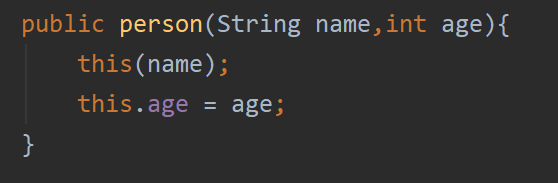 public person(String name,int age){
    this(name);
    this.age = age;
}